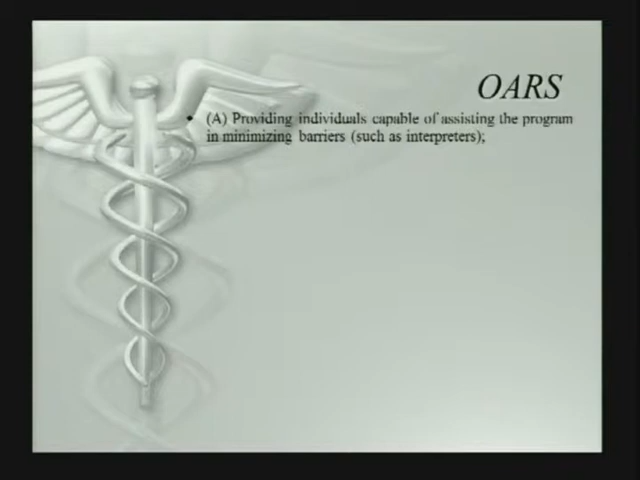 OARS
• (A) Providing individuals capable of assisting the program
in minimizing barriers (such as interpreters);